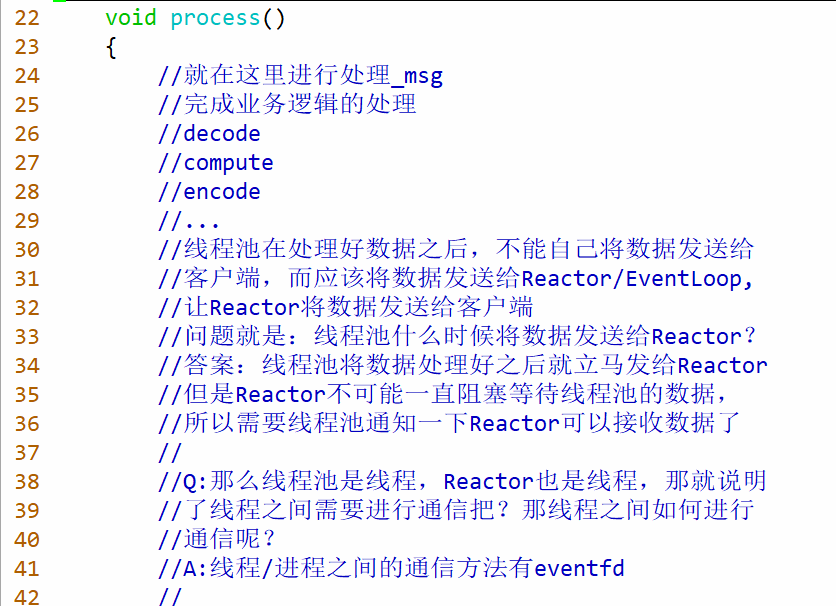 22 void process()
23 {
24 //就在这里进行处理_msg
25 //完成业务逻辑的处理
26 //decode
27 //compute
28 //encode
29 //...
30 //线程池在处理好数据之后，不能自己将数据发送给
31 //客户端，而应该将数据发送给Reactor/EventLoop,
32 //让Reactor将数据发送给客户端
33 //问题就是：线程池什么时候将数据发送给Reactor？
34 //答案：线程池将数据处理好之后就立马发给Reactor
35 //但是Reactor不可能一直阻塞等待线程池的数据，
36 //所以需要线程池通知一下Reactor可以接收数据了
37 //
38 //Q:那么线程池是线程，Reactor也是线程，那就说明
39 //了线程之间需要进行通信把？那线程之间如何进行
40 //通信呢？
41 //A:线程/进程之间的通信方法有eventfd
42 //